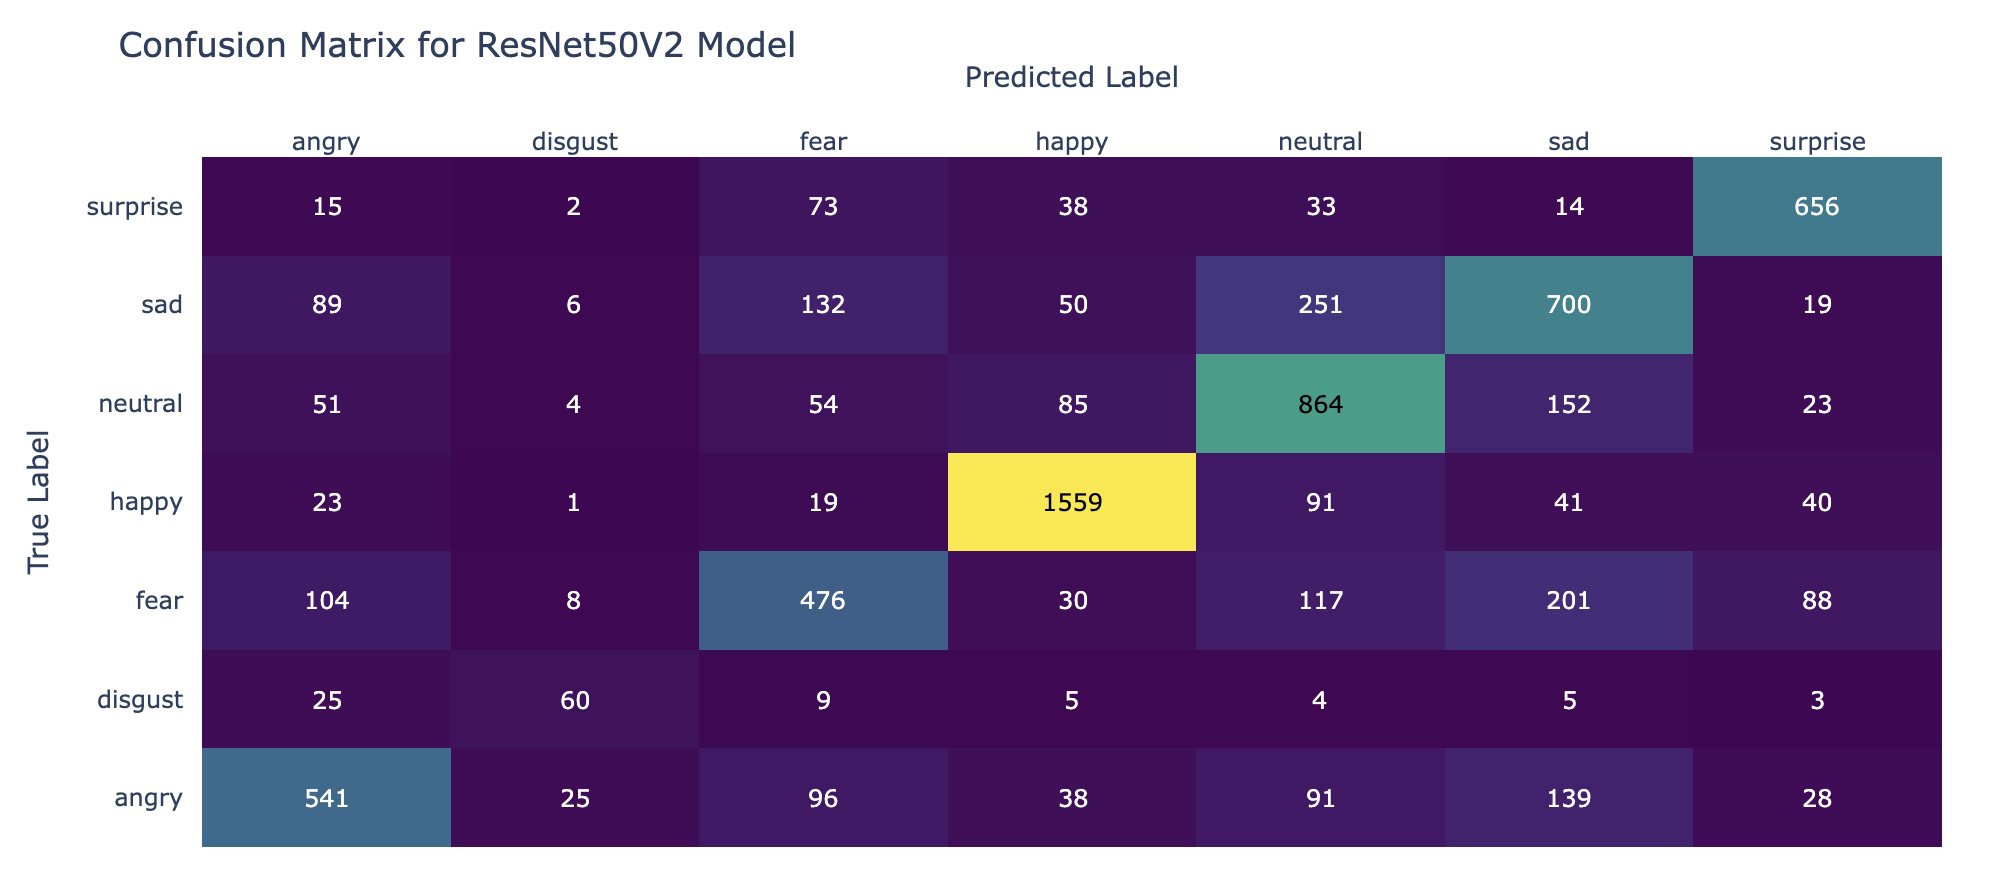 Confusion Matrix for ResNet50V2 Model
Predicted Label
angry disgust fear happy neutral sad surprise
surprise 15 2 73 38 33 14 656
sad 89 6 132 50 251 700 19
neutral 51 4 54 85 864 152 23
True Label
happy 23 1 19 1559 91 41 40
fear 104 8 476 30 117 201 88
disgust 25 60 9 5 4 5 3
angry 541 25 96 38 91 139 28